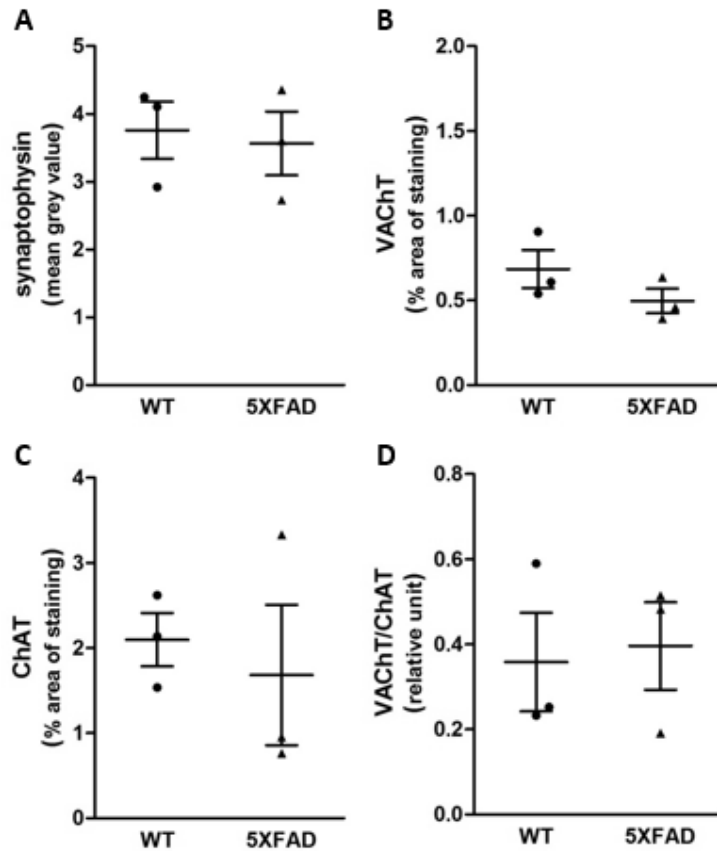 A
synaptophysin
(mean grey value)
5
4
3
2
1
0
WT 5XFAD
B
VAChT
(% area of staining)
2.0
1.5
1.0
0.5
0.0
WT 5XFAD
C
ChAT
(% area of staining)
4
3
2
1
0
WT 5XFAD
D
VAChT/ChAT
(relative unit)
0.8
0.6
0.4
0.2
0.0
WT 5XFAD